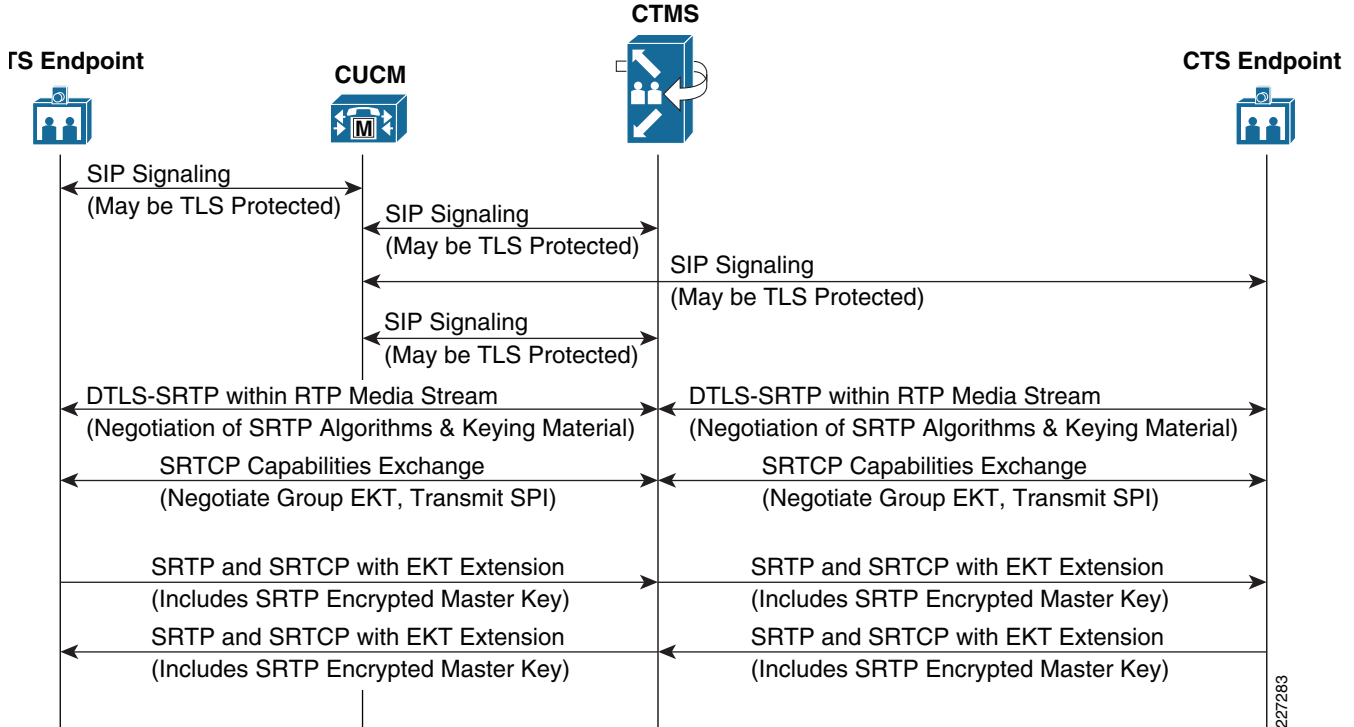 CTMS
TS Endpoint
CUCM
CTS Endpoint
M
SIP Signaling
(May be TLS Protected)
SIP Signaling
(May be TLS Protected)
SIP Signaling
(May be TLS Protected)
SIP Signaling
(May be TLS Protected)
DTLS-SRTP within RTP Media Stream
(Negotiation of SRTP Algorithms & Keying Material)
DTLS-SRTP within RTP Media Stream
(Negotiation of SRTP Algorithms & Keying Material)
SRTCP Capabilities Exchange
(Negotiate Group EKT, Transmit SPI)
SRTCP Capabilities Exchange
(Negotiate Group EKT, Transmit SPI)
SRTP and SRTCP with EKT Extension
(Includes SRTP Encrypted Master Key)
SRTP and SRTCP with EKT Extension
(Includes SRTP Encrypted Master Key)
SRTP and SRTCP with EKT Extension
(Includes SRTP Encrypted Master Key)
SRTP and SRTCP with EKT Extension
(Includes SRTP Encrypted Master Key)
227283